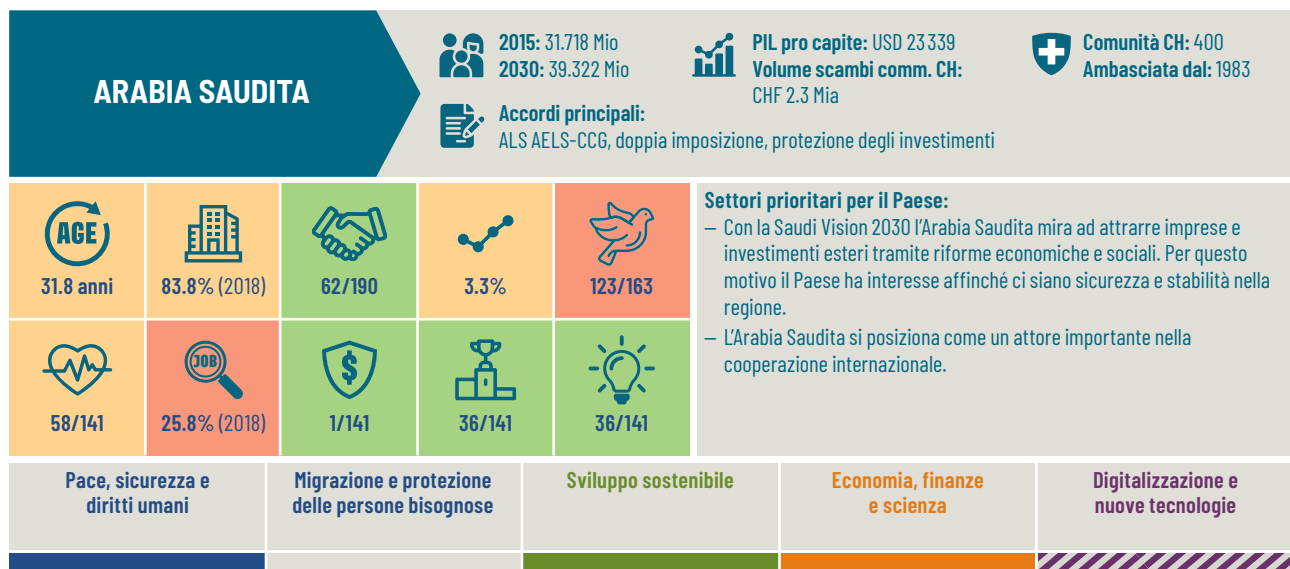 ARABIA SAUDITA
2015: 31.718 Mio
2030: 39.322 Mio
PIL pro capite: USD 23 339
Volume scambi comm. CH:
CHF 2.3 Mia
Comunità CH: 400
Ambasciata dal: 1983
Accordi principali:
ALS AELS-CCG, doppia imposizione, protezione degli investimenti
AGE
31.8 anni
83.8% (2018)
62/190
3.3%
123/163
JOB
$
58/141
25.8% (2018)
1/141
36/141
36/141
Settori prioritari per il Paese:
– Con la Saudi Vision 2030 l’Arabia Saudita mira ad attrarre imprese e
investimenti esteri tramite riforme economiche e sociali. Per questo
motivo il Paese ha interesse affinché ci siano sicurezza e stabilità nella
regione.
– L’Arabia Saudita si posiziona come un attore importante nella
cooperazione internazionale.
Pace, sicurezza e
diritti umani
Migrazione e protezione
delle persone bisognose
Sviluppo sostenibile
Economia, finanze
e scienza
Digitalizzazione e
nuove tecnologie